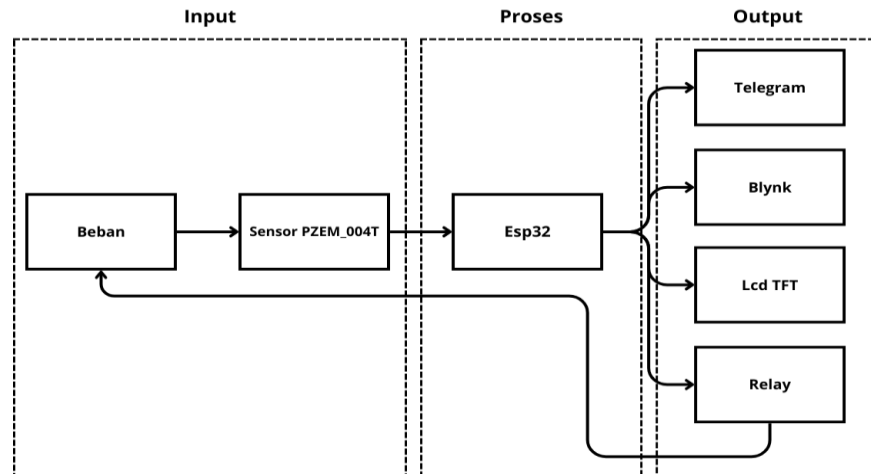 Input
Proses
Output
Telegram
Blynk
Beban
Sensor PZEM_004T
Esp32
Lcd TFT
Relay